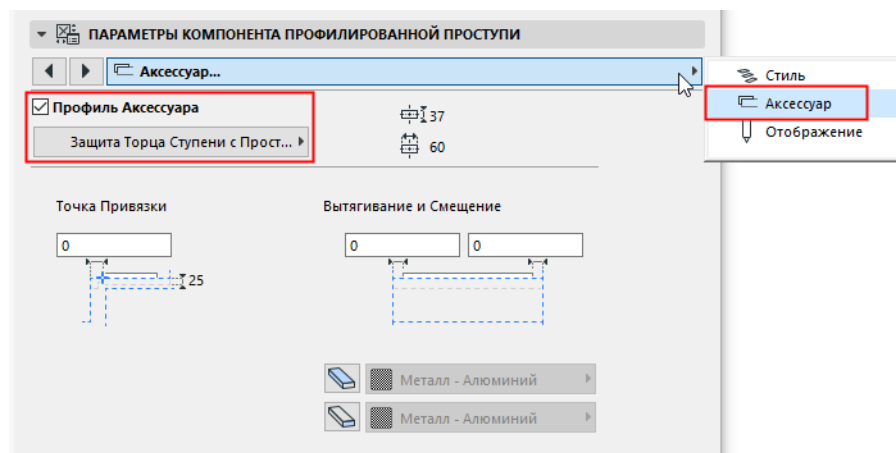 ПАРАМЕТРЫ КОМПОНЕНТА ПРОФИЛИРОВАННОЙ ПРОСТУПИ
Аксессуар...
Стиль
Аксессуар
Отображение
Профиль Аксессуара
37
Защита Торца Ступени с Прост...
60
Точка Привязки
Вытягивание и Смещение
0
0
0
25
Металл - Алюминий
Металл - Алюминий